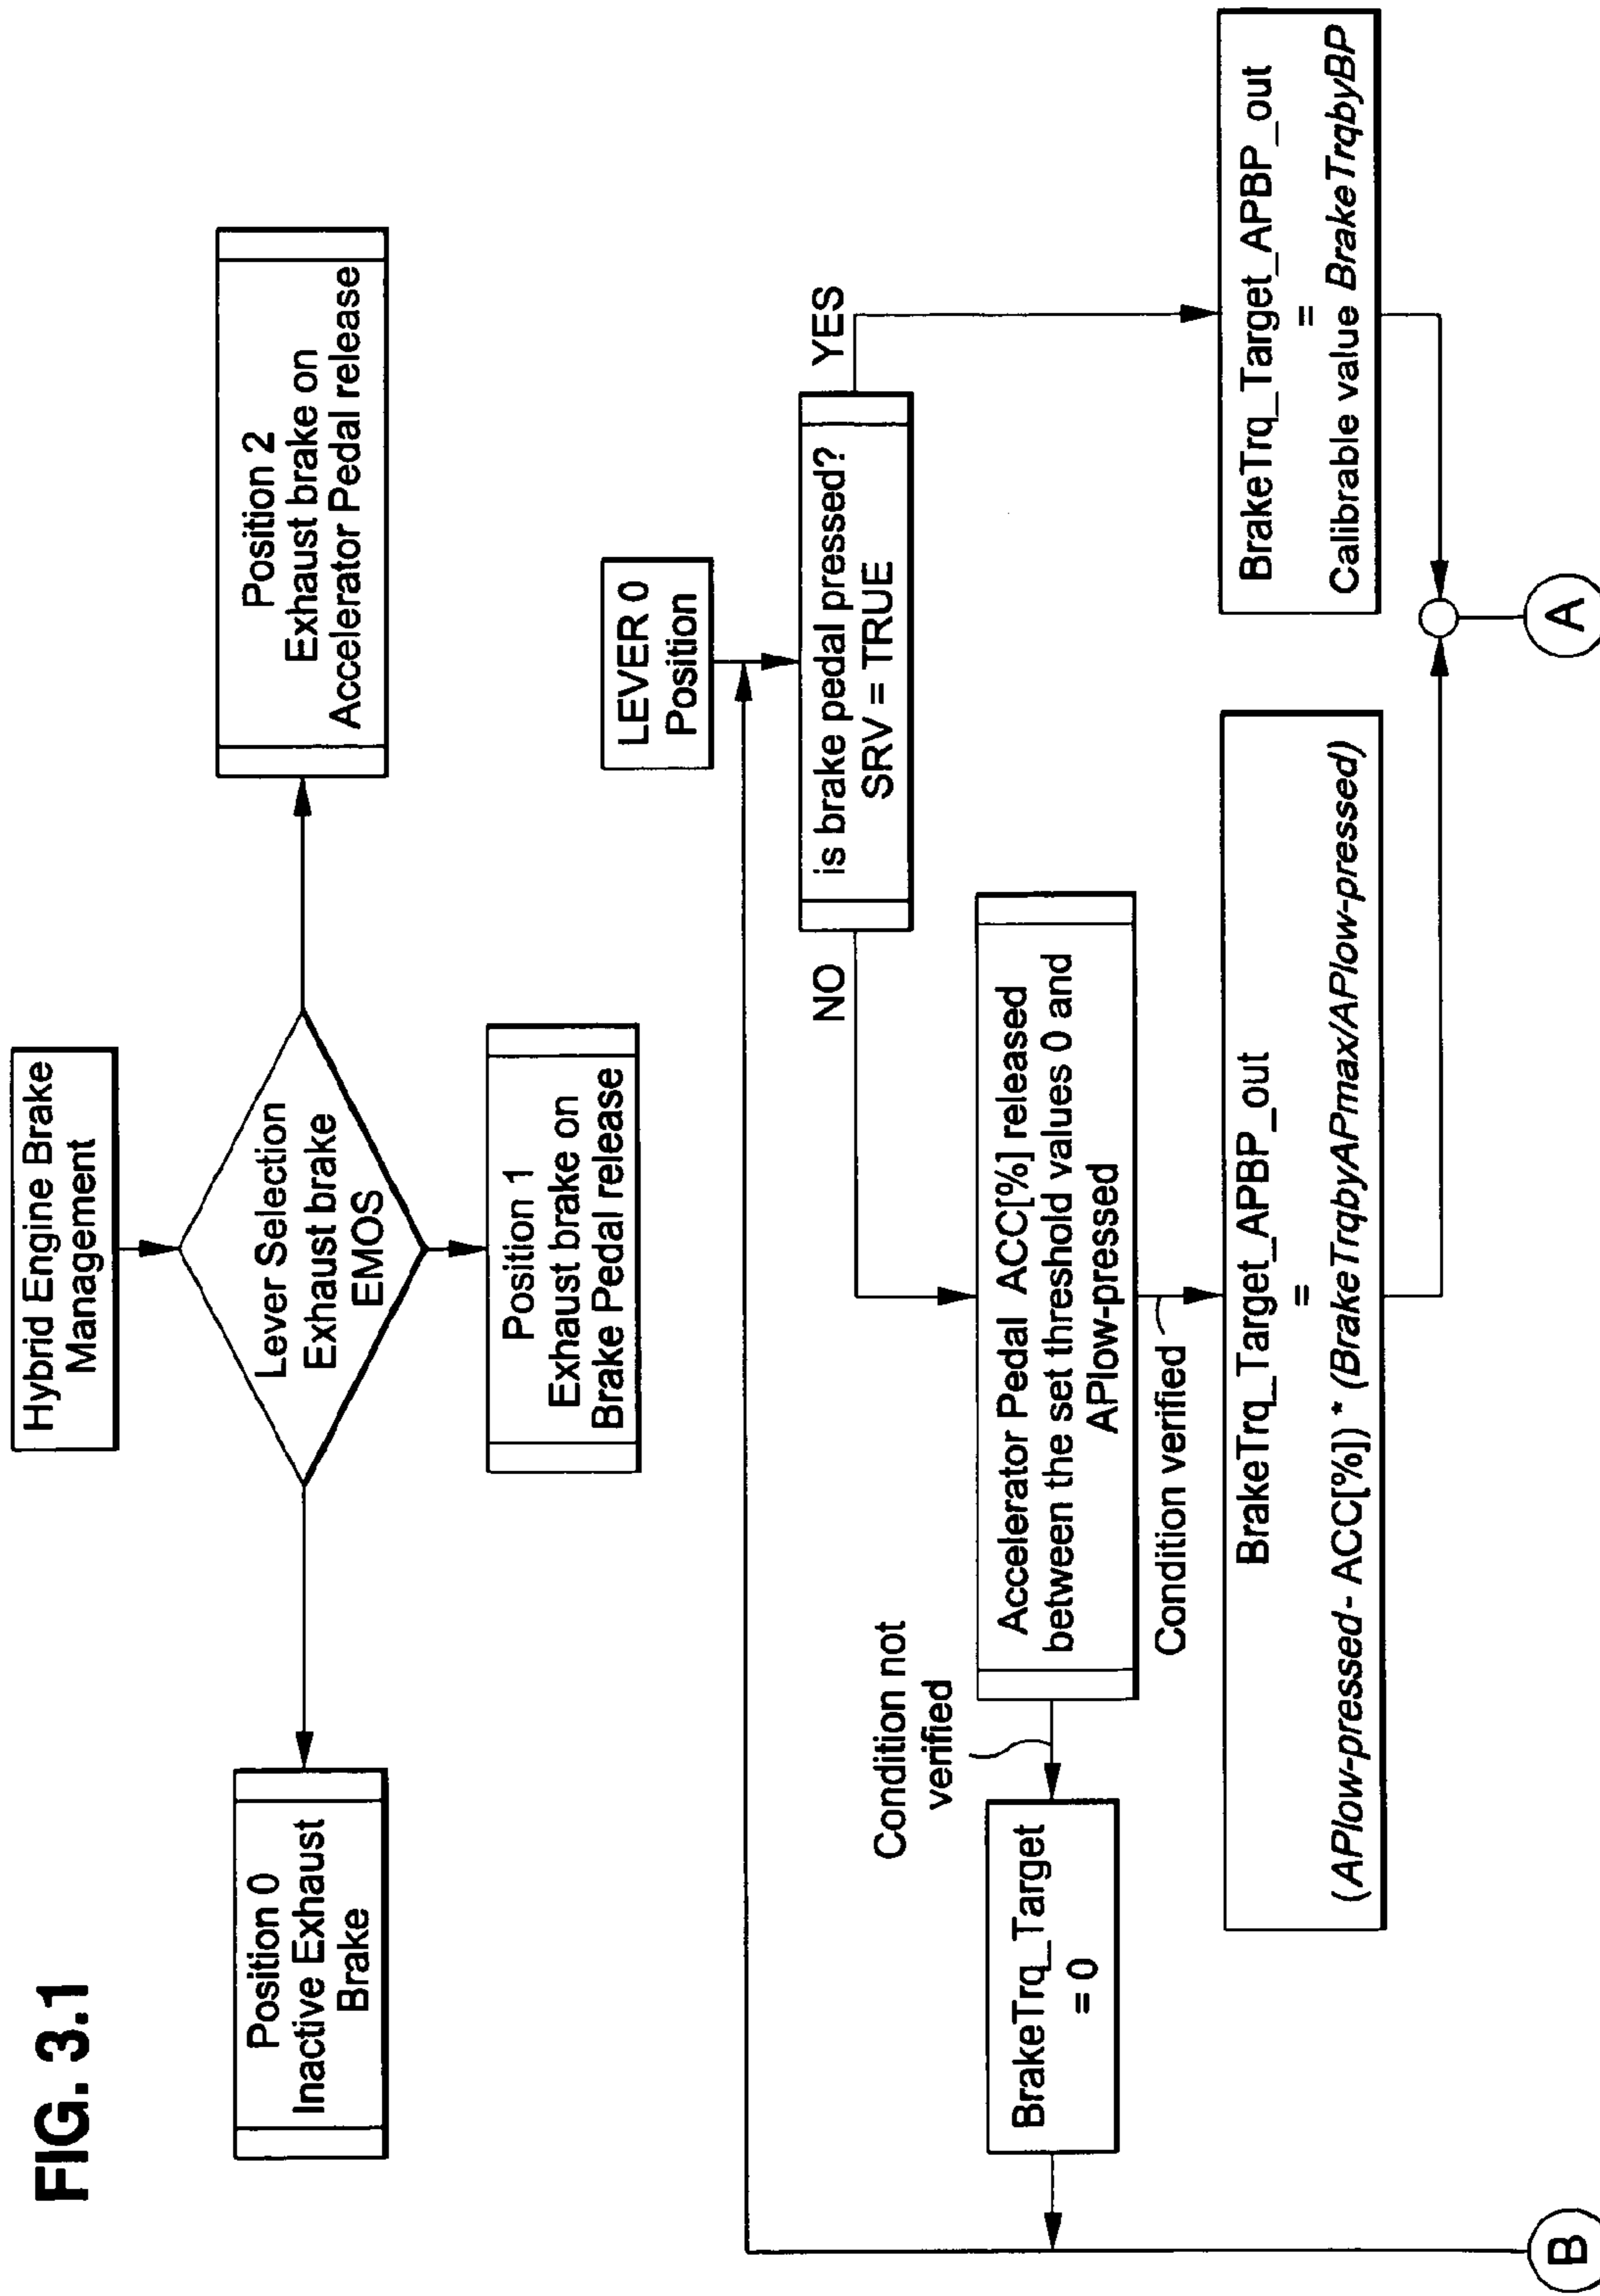 FIG. 3.1
Hybrid Engine Brake
Management
Lever Selection
Exhaust brake
EMOS
Position 0
Inactive Exhaust
Brake
Position 1
Exhaust brake on
Brake Pedal release
Position 2
Exhaust brake on
Accelerator Pedal release
LEVER 0
Position
is brake pedal pressed?
SRV = TRUE
NO
YES
Accelerator Pedal ACC[%] released
between the set threshold values 0 and
APlow-pressed
Condition not
verified
Condition verified
BrakeTrq_Target
= 0
BrakeTrq_Target_APBP_out
=
(APlow-pressed- ACC[%]) * (BrakeTrqbyAPmax/APlow-pressed)
BrakeTrq_Target_APBP_out
=
Calibrable value BrakeTrqbyBP
A
B